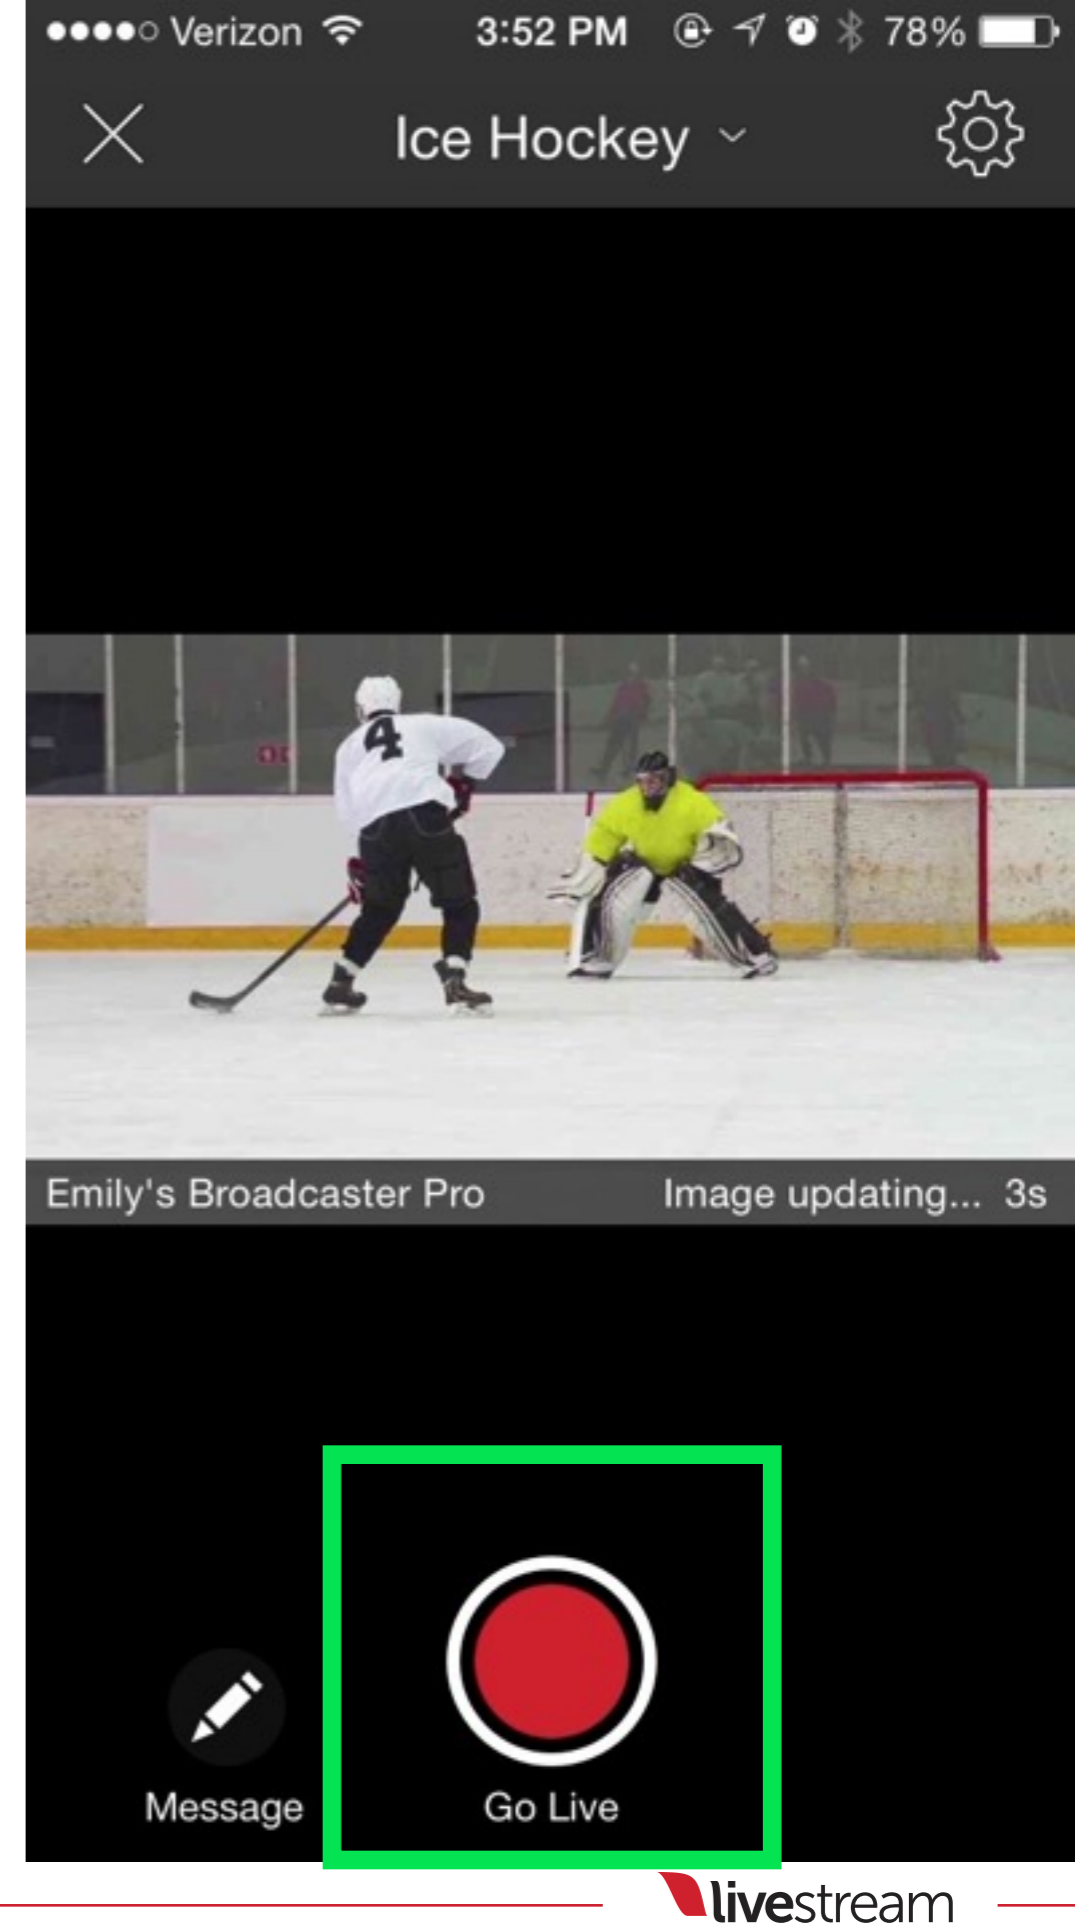 Verizon 3:52 PM 78%
Ice Hockey
4
Emily's Broadcaster Pro Image updating... 3s
Message Go Live
livestream